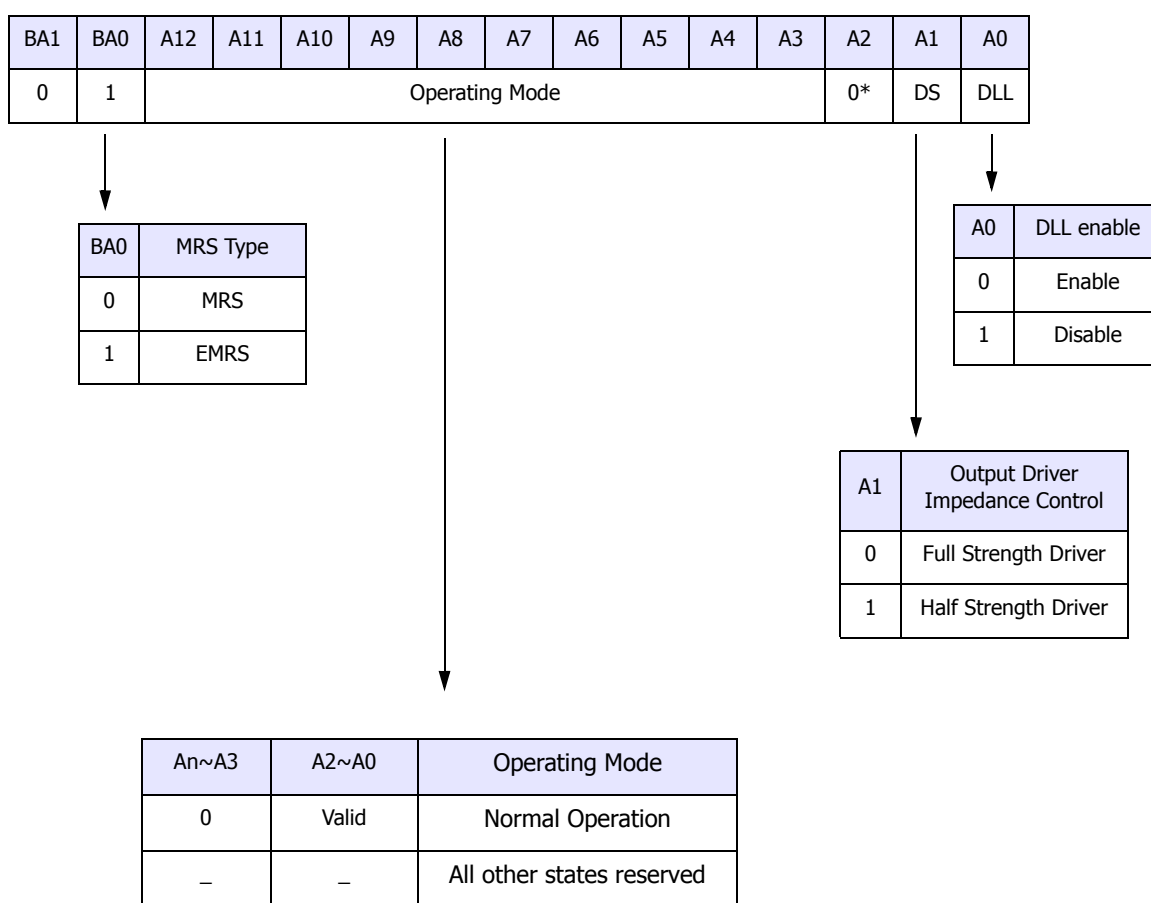 BA1 BA0 A12 A11 A10 A9 A8 A7 A6 A5 A4 A3 A2 A1 A0
0 1 Operating Mode 0* DS DLL
BA0 MRS Type
0 MRS
1 EMRS
A0 DLL enable
0 Enable
1 Disable
A1 Output Driver
Impedance Control
0 Full Strength Driver
1 Half Strength Driver
An~A3 A2~A0 Operating Mode
0 Valid Normal Operation
_ _ All other states reserved